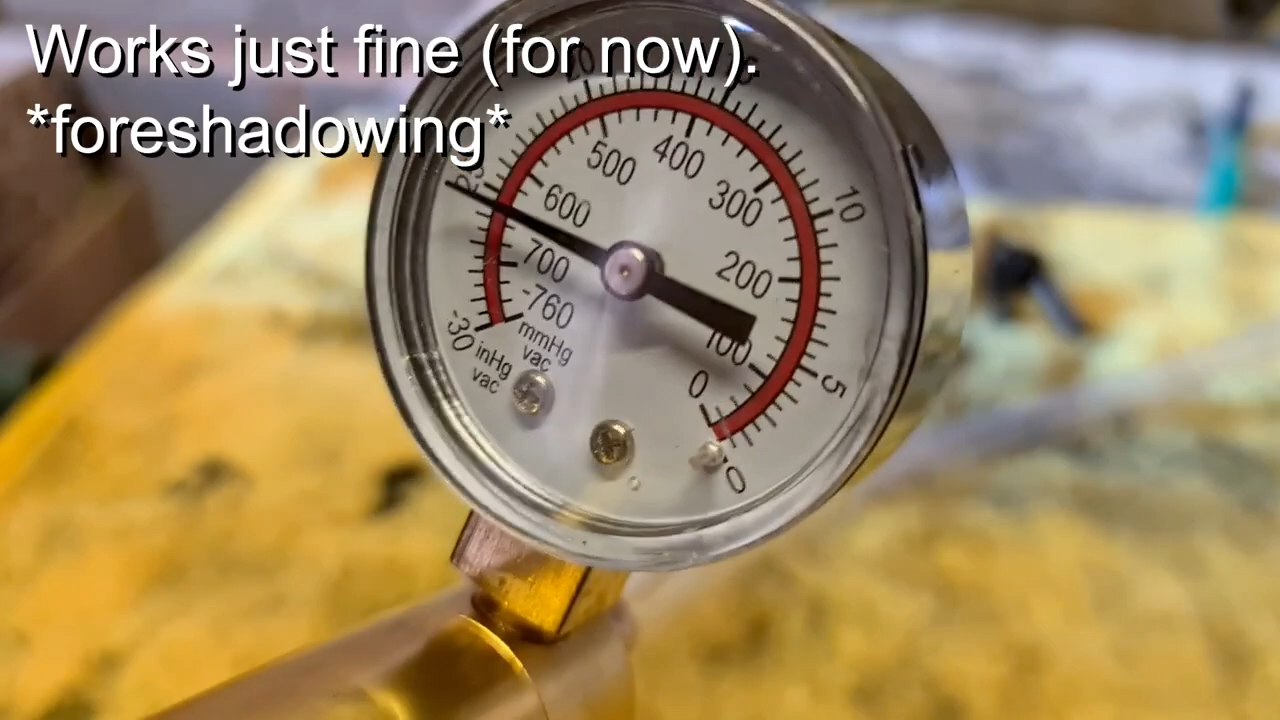 Works just fine (for now).
*foreshadowing*
10
500
400
600
300
700
200
-760
100
0
-30
inHg
vac
mmHg
vac
5
0